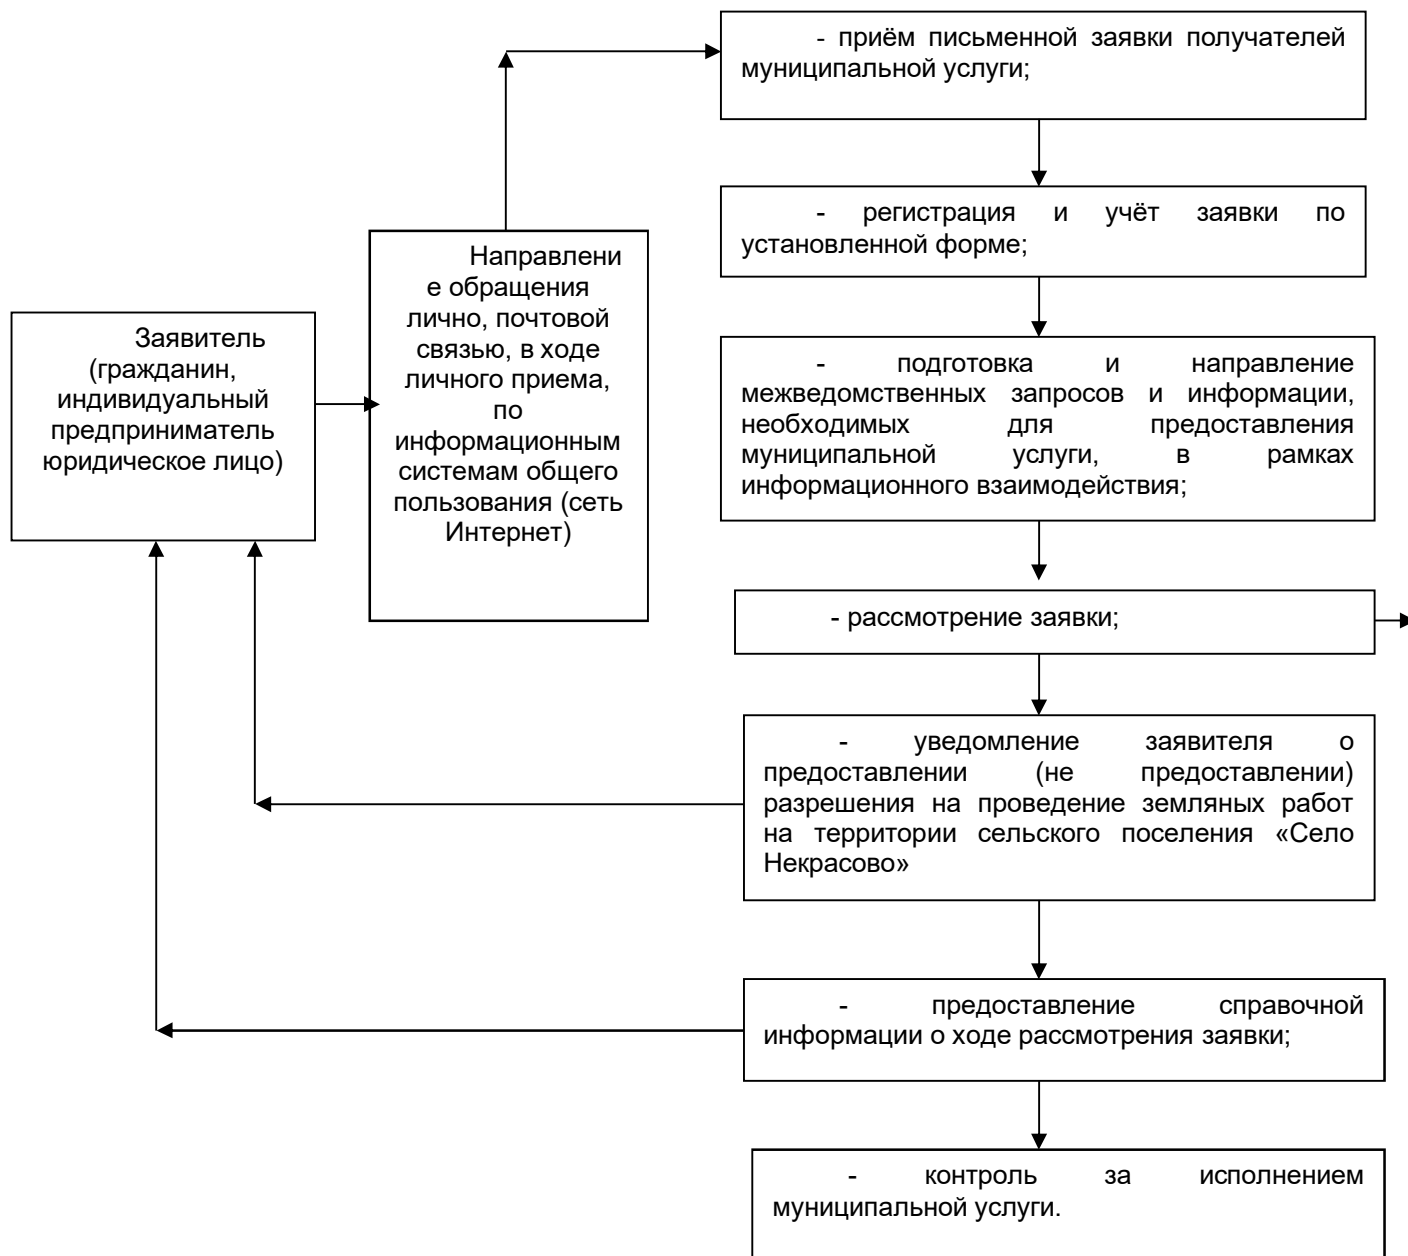 Заявитель
(гражданин,
индивидуальный
предприниматель
юридическое лицо)
Направлени
е обращения
лично, почтовой
связью, в ходе
личного приема,
по
информационным
системам общего
пользования (сеть
Интернет)
- приём письменной заявки получателей
муниципальной услуги;
- регистрация и учёт заявки по
установленной форме;
- подготовка и направление
межведомственных запросов и информации,
необходимых для предоставления
муниципальной услуги, в рамках
информационного взаимодействия;
- рассмотрение заявки;
- уведомление заявителя о
предоставлении (не предоставлении)
разрешения на проведение земляных работ
на территории сельского поселения «Село
Некрасово»
- предоставление справочной
информации о ходе рассмотрения заявки;
- контроль за исполнением
муниципальной услуги.